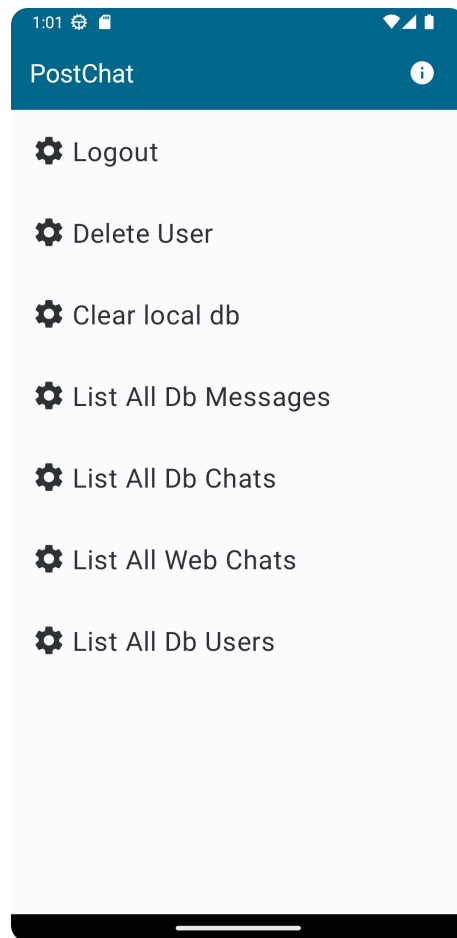 1:01
PostChat
Logout
Delete User
Clear local db
List All Db Messages
List All Db Chats
List All Web Chats
List All Db Users